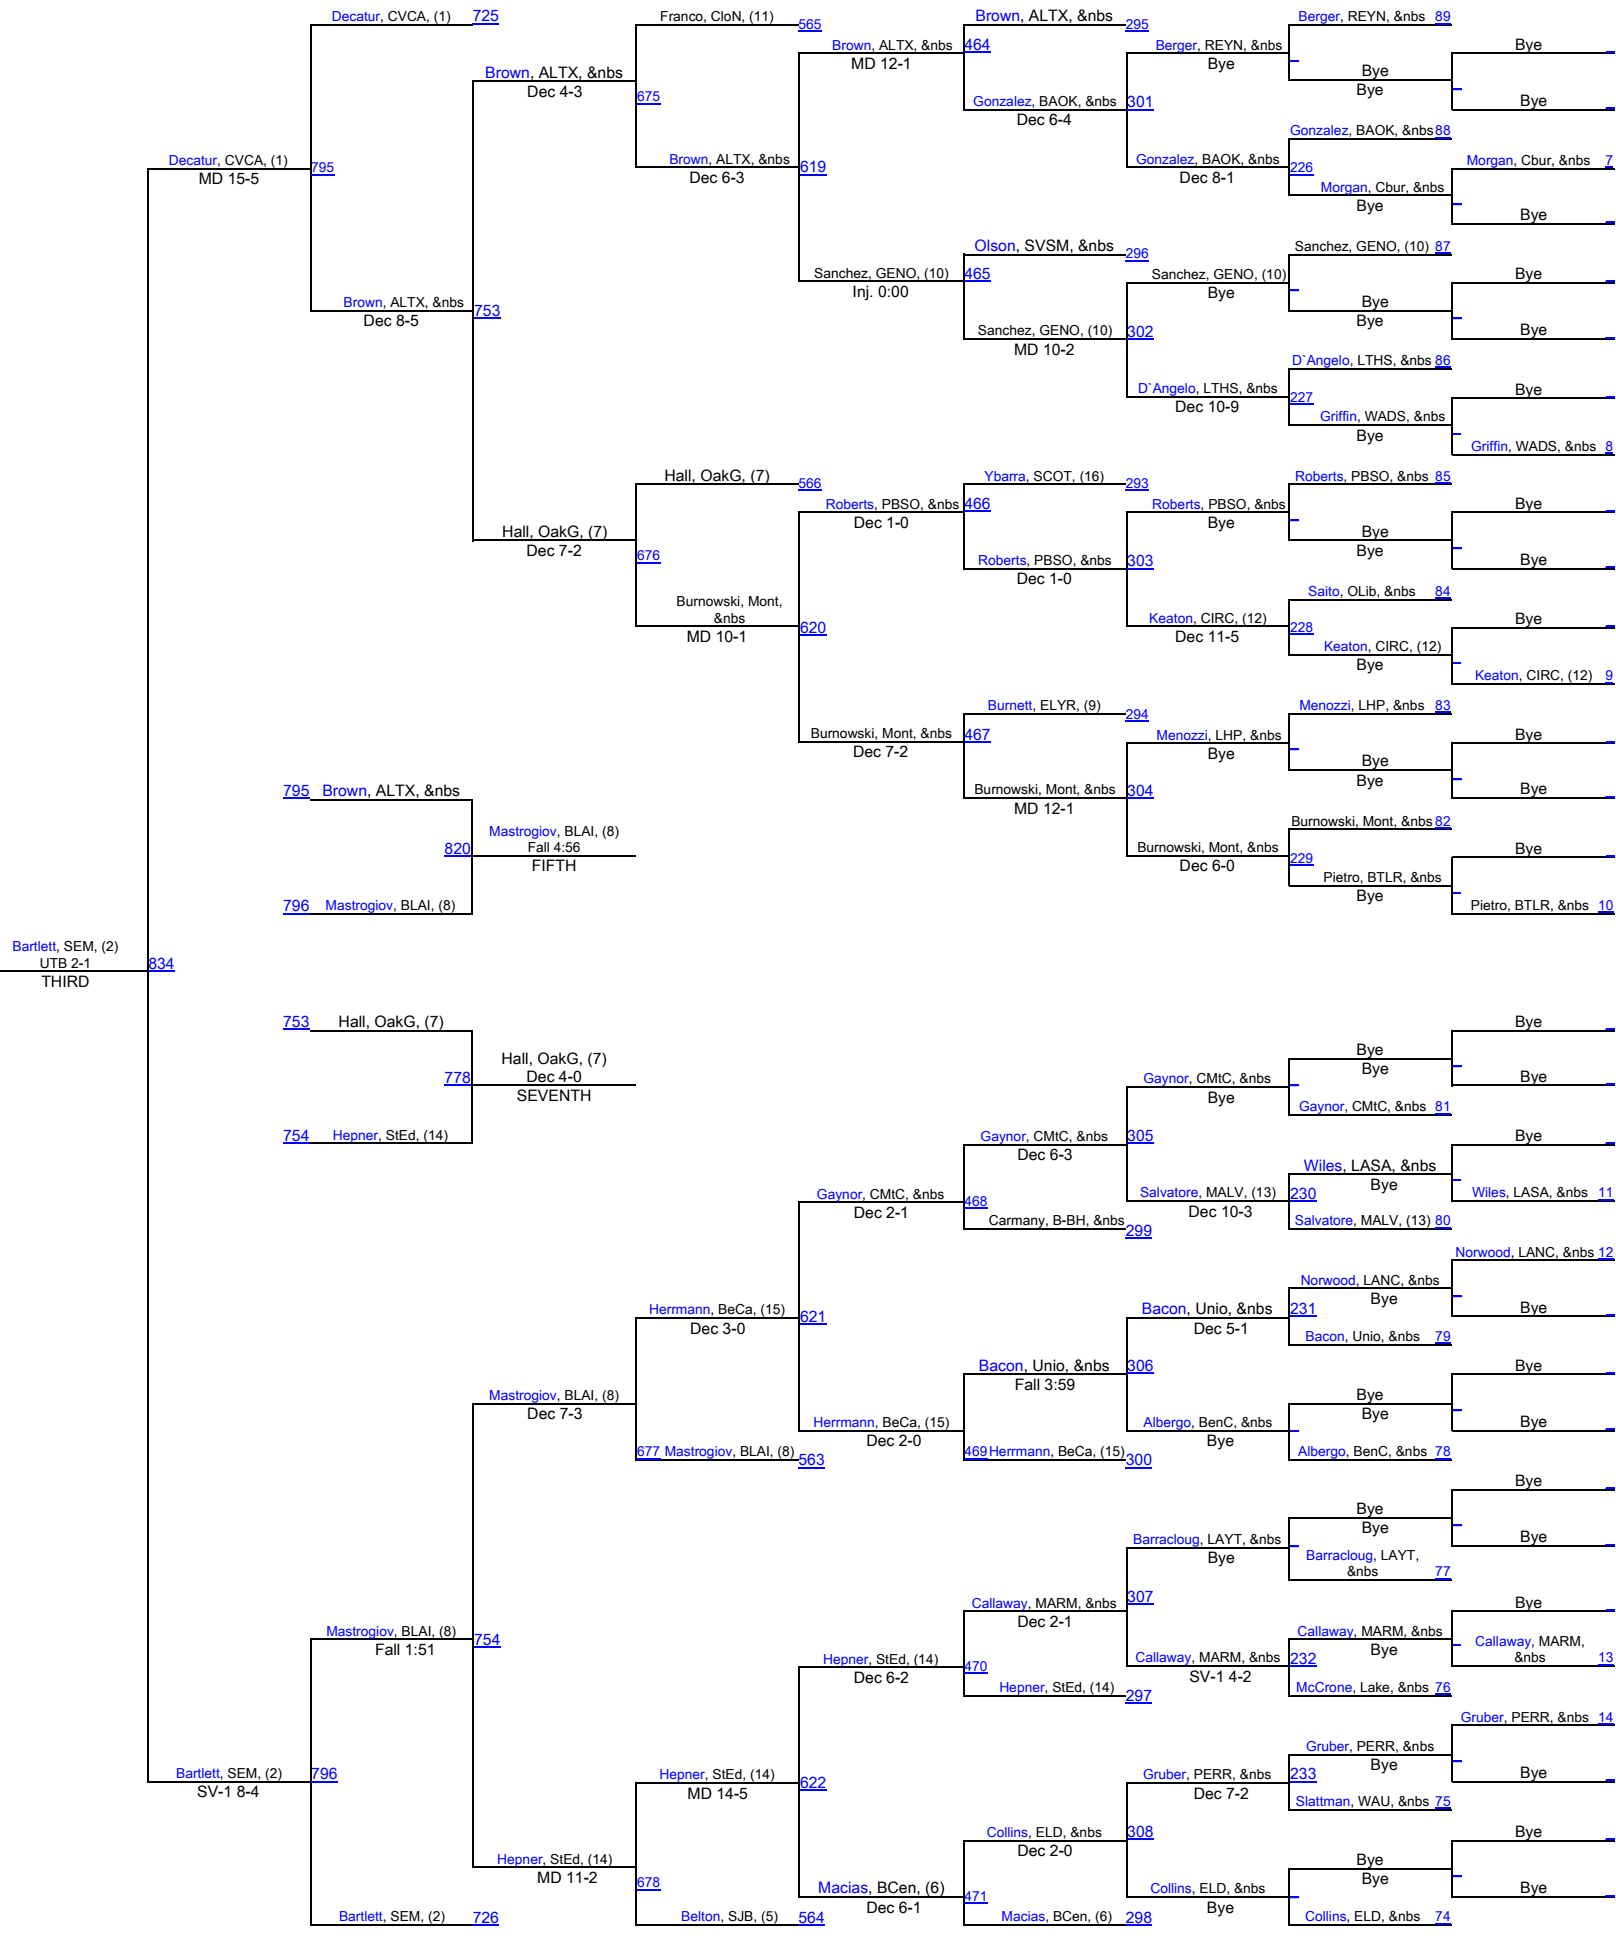 Decatur, CVCA, (1) 725
Franco, CloN, (11) 565
Brown, ALTX, &nbs 295
Berger, REYN, &nbs 89
Brown, ALTX, &nbs 464
MD 12-1
Berger, REYN, &nbs
Bye
Bye
Brown, ALTX, &nbs
Dec 4-3
675
Bye
Bye
Gonzalez, BAOK, &nbs 301
Dec 6-4
Bye
Gonzalez, BAOK, &nbs 88
Decatur, CVCA, (1) 795
MD 15-5
Brown, ALTX, &nbs 619
Dec 6-3
Gonzalez, BAOK, &nbs 226
Dec 8-1
Morgan, Cbur, &nbs 7
Morgan, Cbur, &nbs
Bye
Bye
Olson, SVSM, &nbs 296
Sanchez, GENO, (10) 87
Sanchez, GENO, (10) 465
Inj. 0:00
Sanchez, GENO, (10)
Bye
Bye
Brown, ALTX, &nbs 753
Dec 8-5
Bye
Bye
Sanchez, GENO, (10) 302
MD 10-2
Bye
D`Angelo, LTHS, &nbs 86
D`Angelo, LTHS, &nbs 227
Dec 10-9
Bye
Griffin, WADS, &nbs
Bye
Griffin, WADS, &nbs 8
Hall, OakG, (7) 566
Ybarra, SCOT, (16) 293
Roberts, PBSO, &nbs 85
Roberts, PBSO, &nbs 466
Dec 1-0
Roberts, PBSO, &nbs
Bye
Bye
Hall, OakG, (7)
Dec 7-2
676
Bye
Bye
Roberts, PBSO, &nbs 303
Dec 1-0
Bye
Saito, OLib, &nbs 84
Burnowski, Mont,
&nbs
MD 10-1
620
Keaton, CIRC, (12) 228
Dec 11-5
Bye
Keaton, CIRC, (12)
Bye
Keaton, CIRC, (12) 9
Burnett, ELYR, (9) 294
Menozzi, LHP, &nbs 83
Burnowski, Mont, &nbs 467
Dec 7-2
Menozzi, LHP, &nbs
Bye
Bye
Bye
Bye
795 Brown, ALTX, &nbs
Burnowski, Mont, &nbs 304
MD 12-1
Bye
Burnowski, Mont, &nbs 82
Mastrogiov, BLAI, (8)
820 Fall 4:56
FIFTH
Burnowski, Mont, &nbs 229
Dec 6-0
Bye
Pietro, BTLR, &nbs
Bye
796 Mastrogiov, BLAI, (8)
Pietro, BTLR, &nbs 10
Bartlett, SEM, (2)
UTB 2-1 834
THIRD
753 Hall, OakG, (7)
Bye
Hall, OakG, (7)
778 Dec 4-0
SEVENTH
Bye
Bye
Gaynor, CMtC, &nbs
Bye
Bye
Gaynor, CMtC, &nbs 81
754 Hepner, StEd, (14)
Gaynor, CMtC, &nbs 305
Dec 6-3
Bye
Wiles, LASA, &nbs
Bye
Gaynor, CMtC, &nbs 468
Dec 2-1
Salvatore, MALV, (13) 230
Dec 10-3
Wiles, LASA, &nbs 11
Carmany, B-BH, &nbs 299
Salvatore, MALV, (13) 80
Norwood, LANC, &nbs 12
Norwood, LANC, &nbs
Bye
Herrmann, BeCa, (15) 621
Dec 3-0
Bacon, Unio, &nbs 231
Dec 5-1
Bye
Bacon, Unio, &nbs 79
Bacon, Unio, &nbs 306
Fall 3:59
Bye
Mastrogiov, BLAI, (8)
Dec 7-3
Bye
Bye
Herrmann, BeCa, (15)
Dec 2-0
Albergo, BenC, &nbs
Bye
Bye
677 Mastrogiov, BLAI, (8) 563
469 Herrmann, BeCa, (15) 300
Albergo, BenC, &nbs 78
Bye
Bye
Bye
Barracloug, LAYT, &nbs
Bye
Bye
Barracloug, LAYT,
&nbs 77
Callaway, MARM, &nbs 307
Dec 2-1
Bye
Mastrogiov, BLAI, (8) 754
Fall 1:51
Callaway, MARM, &nbs
Bye
Callaway, MARM,
&nbs 13
Hepner, StEd, (14) 470
Dec 6-2
Callaway, MARM, &nbs 232
SV-1 4-2
Hepner, StEd, (14) 297
McCrone, Lake, &nbs 76
Gruber, PERR, &nbs 14
Gruber, PERR, &nbs
Bye
Bartlett, SEM, (2) 796
SV-1 8-4
Hepner, StEd, (14) 622
MD 14-5
Gruber, PERR, &nbs 233
Dec 7-2
Bye
Slattman, WAU, &nbs 75
Collins, ELD, &nbs 308
Dec 2-0
Bye
Hepner, StEd, (14)
MD 11-2
678
Bye
Bye
Macias, BCen, (6) 471
Dec 6-1
Collins, ELD, &nbs
Bye
Bye
Bartlett, SEM, (2) 726
Belton, SJB, (5) 564
Macias, BCen, (6) 298
Collins, ELD, &nbs 74